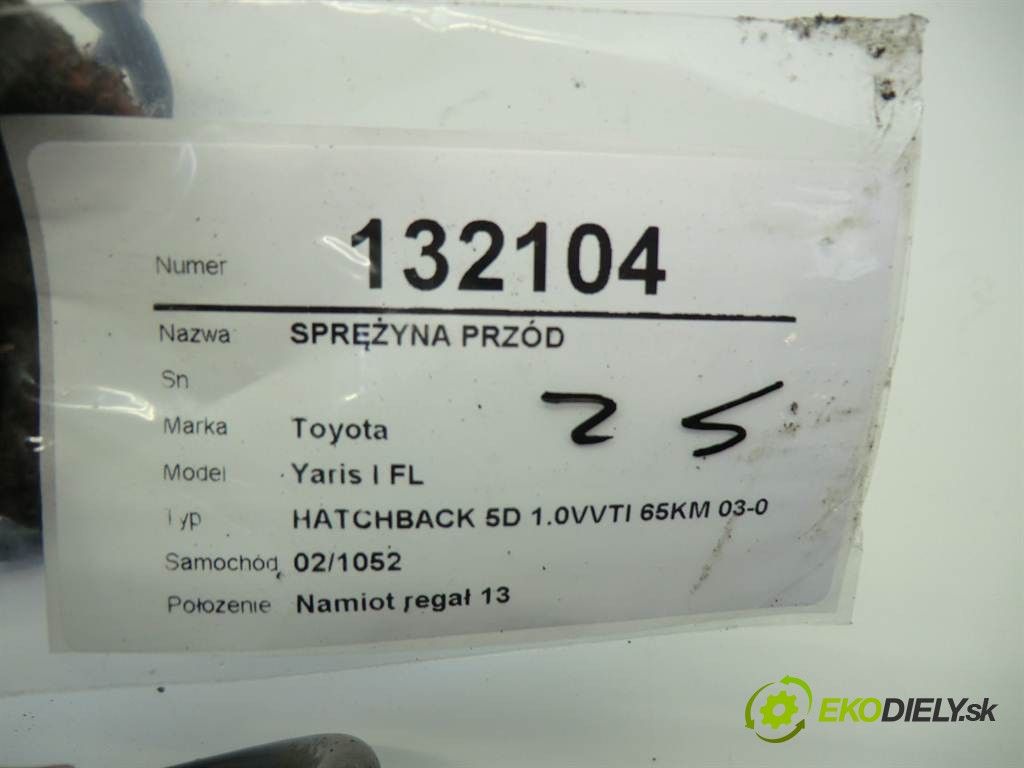 Numer 132104
Nazwa SPRĘŻYNA PRZÓD
Sn
Marka Toyota
Model Yaris I FL
Typ HATCHBACK 5D 1.0VVTI 65KM 03-0
Samochód 02/1052
Położenie Namiot regał 13
EKODIELY.sk